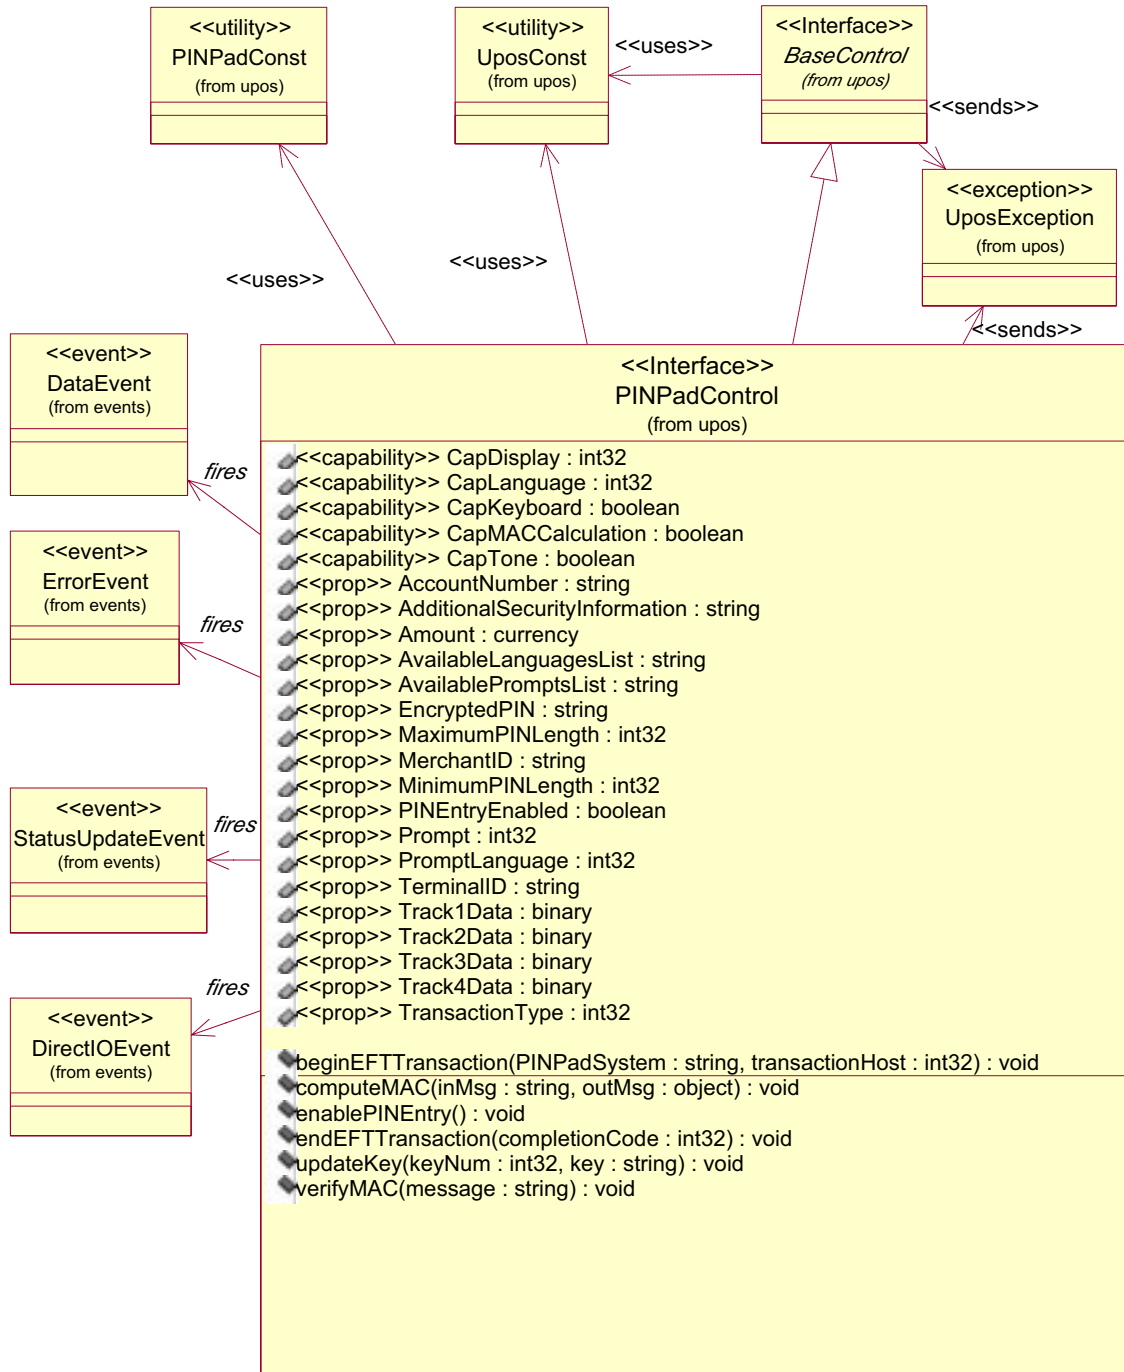 <<utility>>
PINPadConst
(from upos)
<<utility>>
UposConst
(from upos)
<<uses>>
<<Interface>>
BaseControl
(from upos)
<<sends>>
<<exception>>
UposException
(from upos)
<<uses>>
<<uses>>
<<sends>>
<<event>>
DataEvent
(from events)
fires
<<event>>
ErrorEvent
(from events)
fires
<<event>>
StatusUpdateEvent
(from events)
fires
<<event>>
DirectIOEvent
(from events)
fires
<<Interface>>
PINPadControl
(from upos)
<<capability>> CapDisplay : int32
<<capability>> CapLanguage : int32
<<capability>> CapKeyboard : boolean
<<capability>> CapMACCalculation : boolean
<<capability>> CapTone : boolean
<<prop>> AccountNumber : string
<<prop>> AdditionalSecurityInformation : string
<<prop>> Amount : currency
<<prop>> AvailableLanguagesList : string
<<prop>> AvailablePromptsList : string
<<prop>> EncryptedPIN : string
<<prop>> MaximumPINLength : int32
<<prop>> MerchantID : string
<<prop>> MinimumPINLength : int32
<<prop>> PINEntryEnabled : boolean
<<prop>> Prompt : int32
<<prop>> PromptLanguage : int32
<<prop>> TerminalID : string
<<prop>> Track1Data : binary
<<prop>> Track2Data : binary
<<prop>> Track3Data : binary
<<prop>> Track4Data : binary
<<prop>> TransactionType : int32
beginEFTTransaction(PINPadSystem : string, transactionHost : int32) : void
computeMAC(inMsg : string, outMsg : object) : void
enablePINEntry() : void
endEFTTransaction(completionCode : int32) : void
updateKey(keyNum : int32, key : string) : void
verifyMAC(message : string) : void